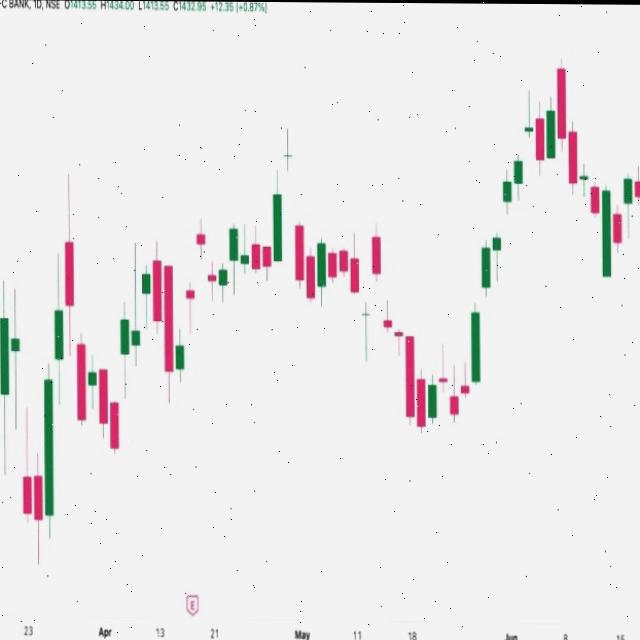 C BANK, 1D, NSE O1413.55 H1434.00 L1413.55 C1432.95 +12.35 (+0.87%)
E
23 Apr 13 21 May 11 18 Jun 8